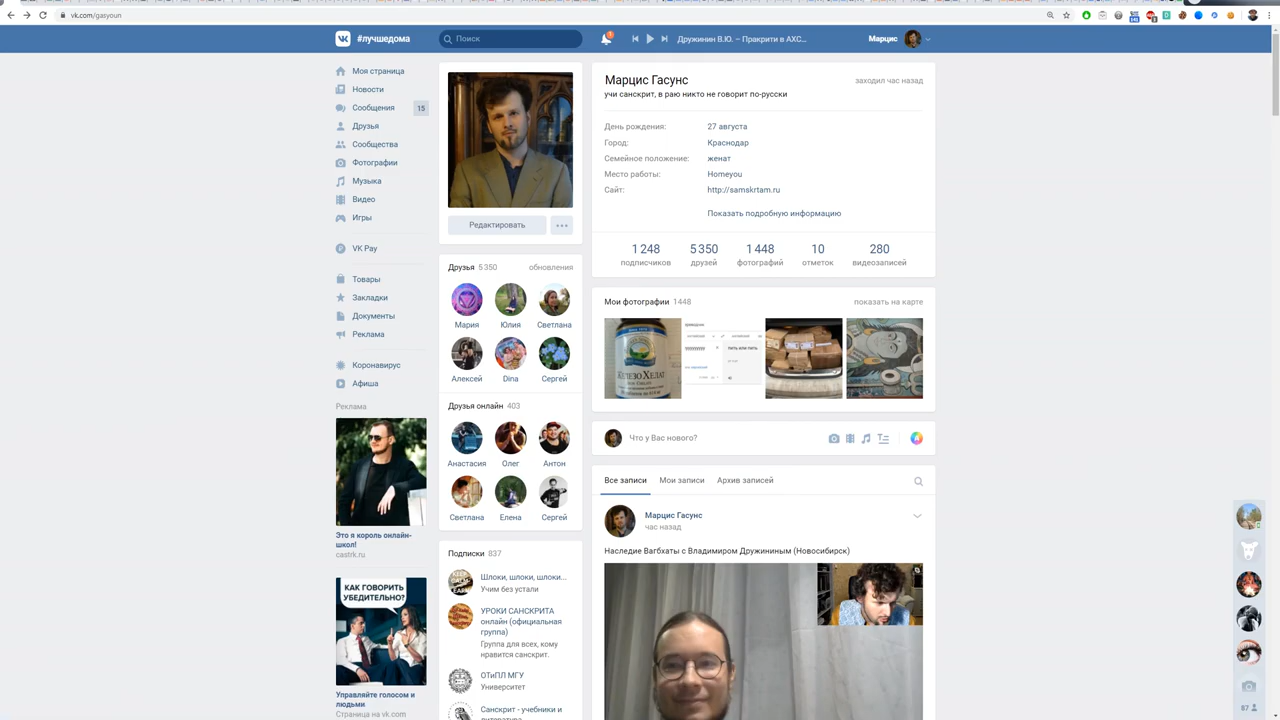 vk.com/gasyoun
#лучшедома
Поиск
1
Дружинин В.Ю. – Пракрити в АХС...
Марцис
Моя страница
Новости
Сообщения 15
Друзья
Сообщества
Фотографии
Музыка
Видео
Игры
VK Pay
Товары
Закладки
Документы
Реклама
Коронавирус
Афиша
Реклама
Это я король онлайн-
школ!
castrk.ru
КАК ГОВОРИТЬ
УБЕДИТЕЛЬНО?
Управляйте голосом и
людьми
Страница на vk.com
Редактировать
Друзья 5 350 обновления
Мария Юлия Светлана
Алексей Dina Сергей
Друзья онлайн 403
Анастасия Олег Антон
Светлана Елена Сергей
Подписки 837
Шлоки, шлоки, шлоки...
Учим без устали
УРОКИ САНСКРИТА
онлайн (официальная
группа)
Группа для всех, кому
нравится санскрит.
ОТиПЛ МГУ
Университет
Санскрит - учебники и
Марцис Гасунс
заходил час назад
учи санскрит, в раю никто не говорит по-русски
День рождения: 27 августа
Город: Краснодар
Семейное положение: женат
Место работы: Homeyou
Сайт: http://samskrtam.ru
Показать подробную информацию
1 248 5 350 1 448 10 280
подписчиков друзей фотографий отметок видеозаписей
Мои фотографии 1448 показать на карте
ЖЕЛЕЗО ХЕЛАТ
Что у Вас нового?
Все записи Мои записи Архив записей
Марцис Гасунс
час назад
Наследие Вагбхаты с Владимиром Дружининым (Новосибирск)
87